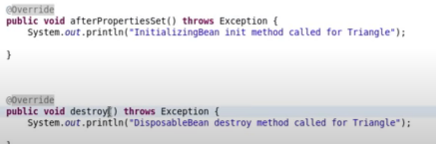 @Override
public void afterPropertiesSet() throws Exception {
System.out.println("InitializingBean init method called for Triangle");
}
@Override
public void destroy() throws Exception {
System.out.println("DisposableBean destroy method called for Triangle");
}